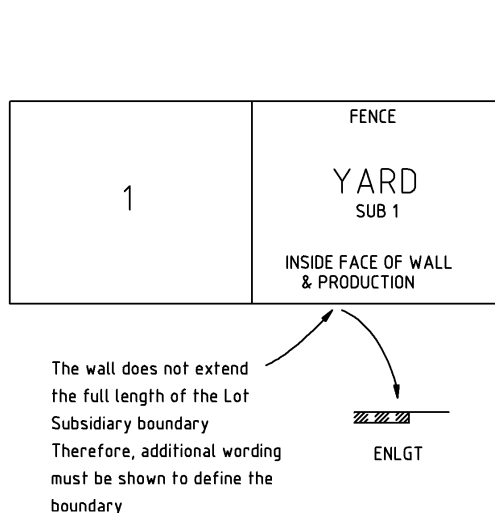 FENCE
1
YARD
SUB 1
INSIDE FACE OF WALL
& PRODUCTION
The wall does not extend
the full length of the Lot
Subsidiary boundary
Therefore, additional wording
must be shown to define the
boundary
ENLGT